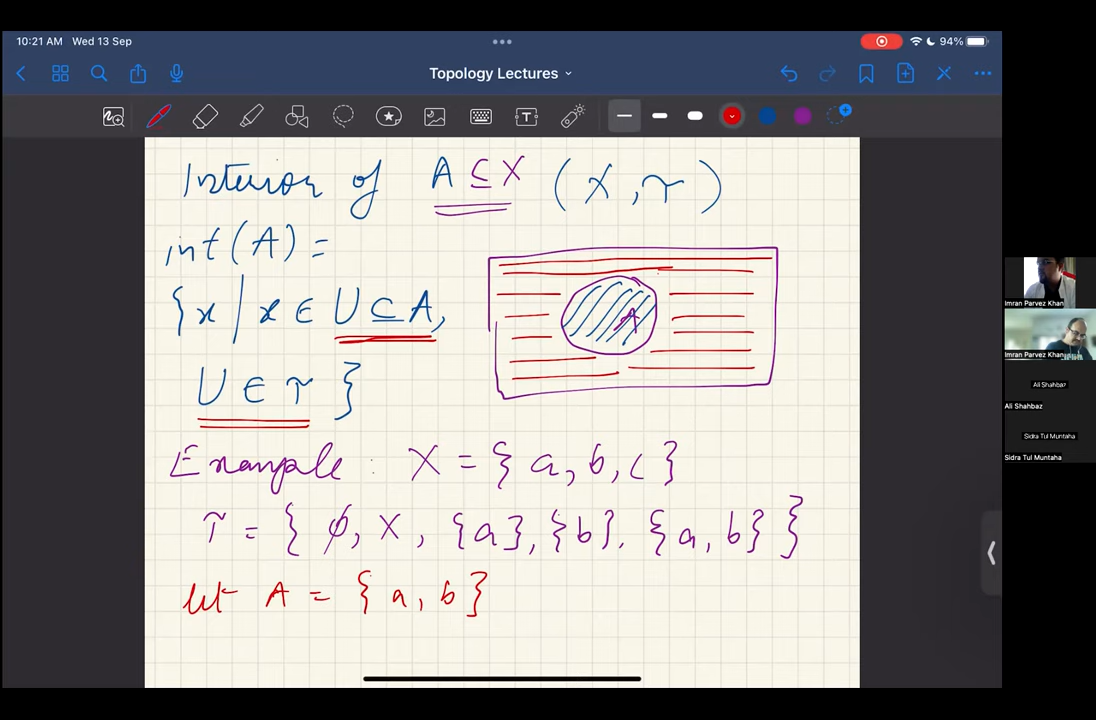 10:21 AM Wed 13 Sep
94%
Topology Lectures
Interior of A ⊆ X (X, τ)
int(A) =
{x | x ∈ U ⊆ A,
U ∈ τ }
A
Example: X = {a, b, c}
τ = { ϕ, X, {a}, {b}, {a, b} }
let A = {a, b}
Imran Parvez Khan
Imran Parvez Khan
Ali Shahbaz
Ali Shahbaz
Sidra Tul Muntaha
Sidra Tul Muntaha